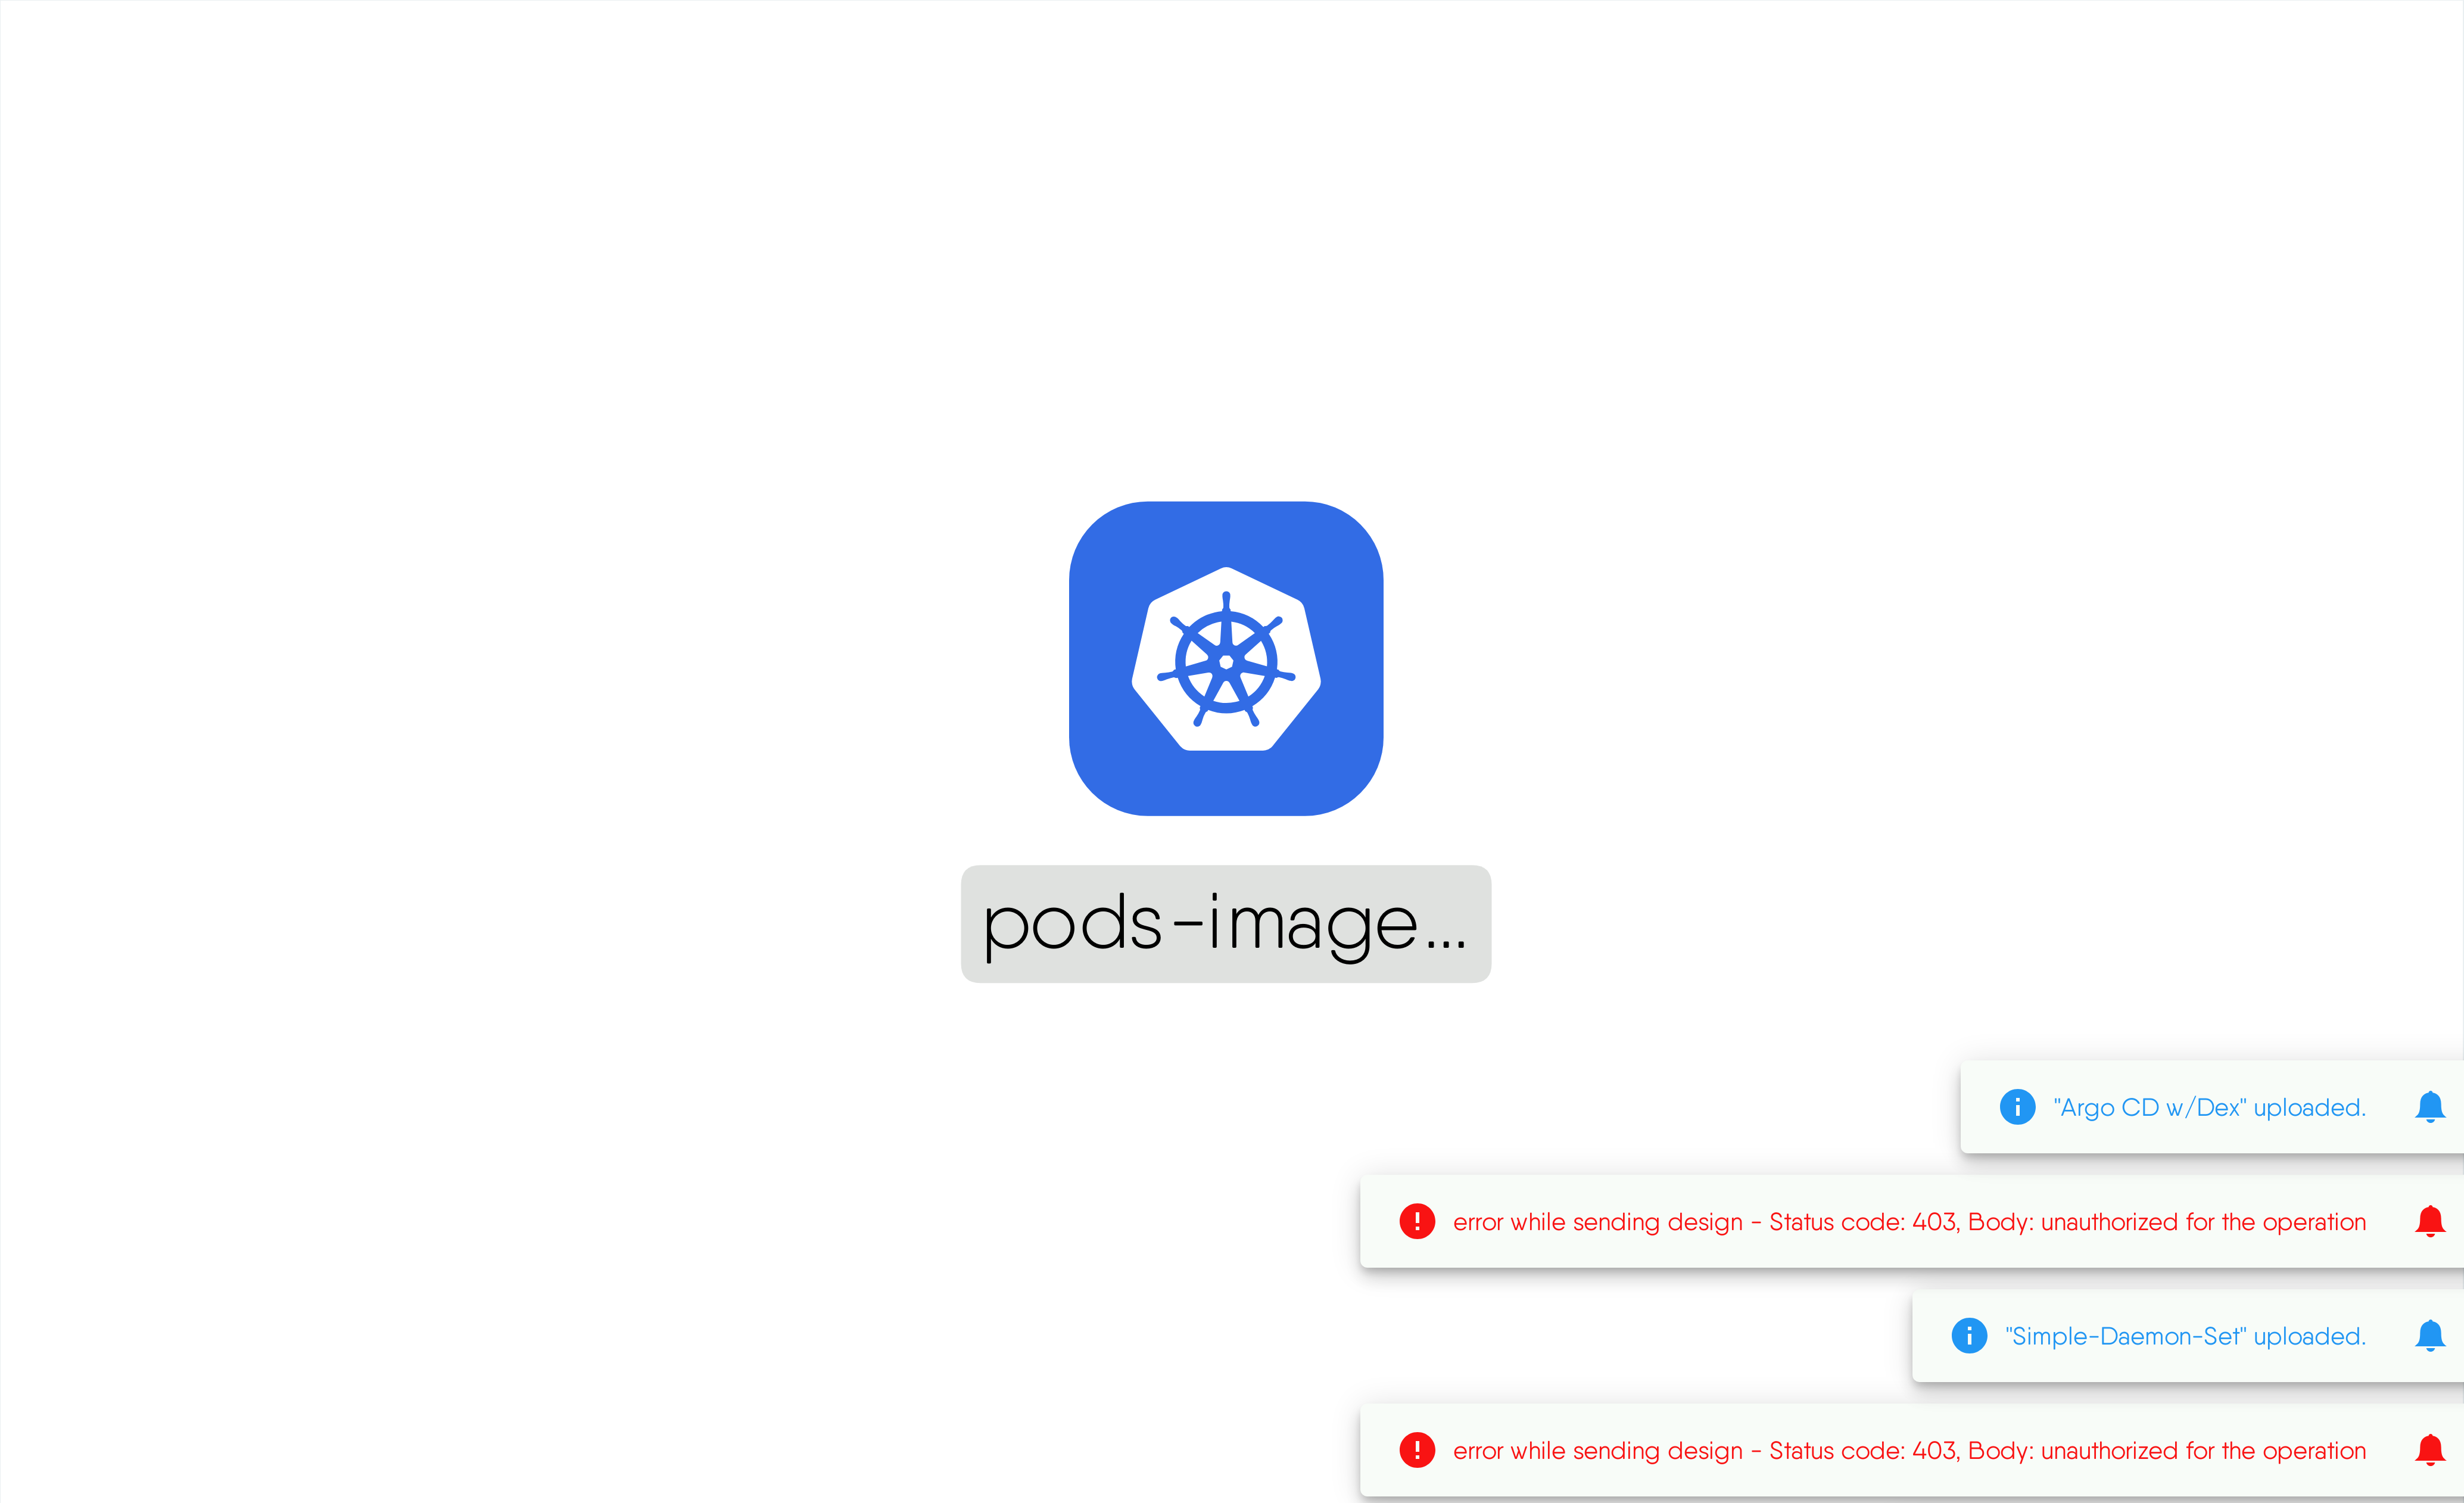 pods-image...
"Argo CD w/Dex" uploaded.
error while sending design - Status code: 403, Body: unauthorized for the operation
"Simple-Daemon-Set" uploaded.
error while sending design - Status code: 403, Body: unauthorized for the operation